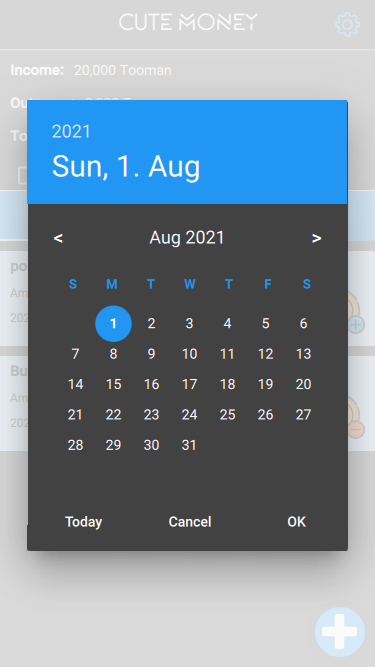 CUTE MONEY
Income: 20,000 Tooman
2021
Sun, 1. Aug
< Aug 2021 >
S M T W T F S
1 2 3 4 5 6
7 8 9 10 11 12 13
14 15 16 17 18 19 20
21 22 23 24 25 26 27
28 29 30 31
Today Cancel OK